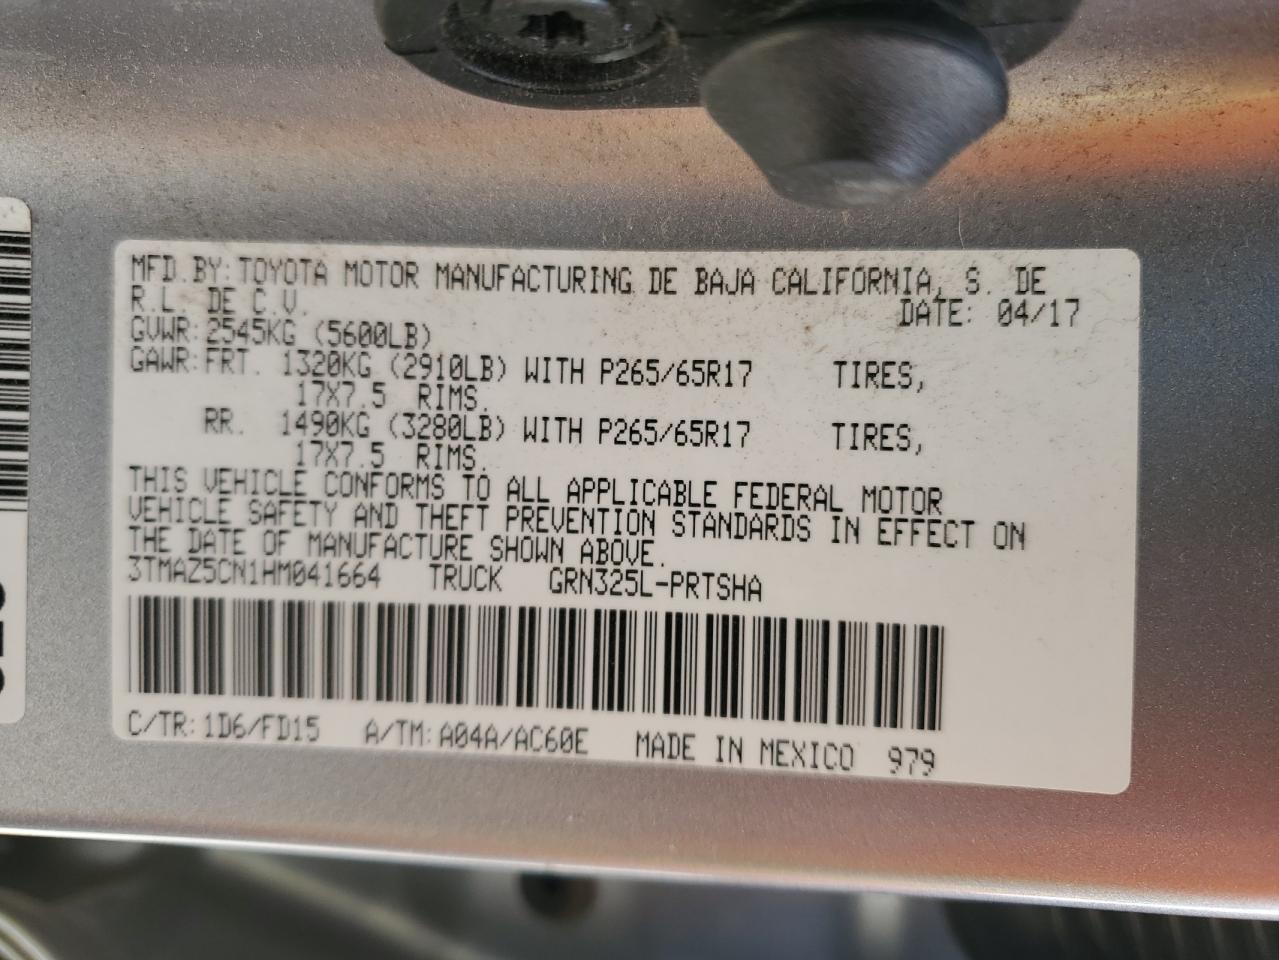 MFD.BY:TOYOTA MOTOR MANUFACTURING DE BAJA CALIFORNIA, S. DE
R.L. DE C.V. DATE: 04/17
GVWR:2545KG (5600LB)
GAWR:FRT. 1320KG (2910LB) WITH P265/65R17 TIRES,
17X7.5 RIMS.
RR. 1490KG (3280LB) WITH P265/65R17 TIRES,
17X7.5 RIMS.
THIS VEHICLE CONFORMS TO ALL APPLICABLE FEDERAL MOTOR
VEHICLE SAFETY AND THEFT PREVENTION STANDARDS IN EFFECT ON
THE DATE OF MANUFACTURE SHOWN ABOVE.
3TMAZ5CN1HM041664 TRUCK GRN325L-PRTSHA
C/TR:1D6/FD15 A/TM:A04A/AC60E MADE IN MEXICO 979